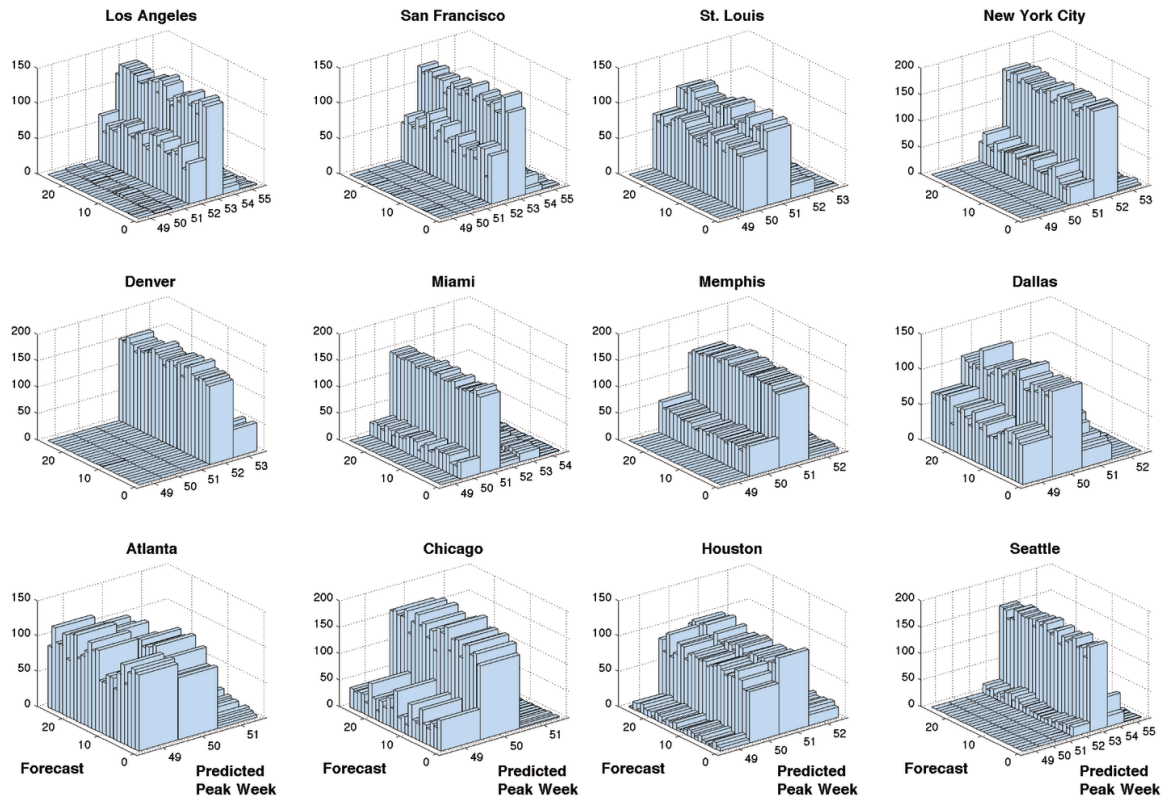 Los Angeles
San Francisco
St. Louis
New York City
150
100
50
0
20
10
0
49 50 51 52 53 54 55
150
100
50
0
20
10
0
49 50 51 52 53 54 55
150
100
50
0
20
10
0
49 50 51 52 53
200
150
100
50
0
20
10
0
49 50 51 52 53
Denver
Miami
Memphis
Dallas
200
150
100
50
0
20
10
0
49 50 51 52 53
200
150
100
50
0
20
10
0
49 50 51 52 53 54
200
150
100
50
0
20
10
0
49 50 51 52
150
100
50
0
20
10
0
49 50 51 52
Atlanta
Chicago
Houston
Seattle
150
100
50
0
20
10
0
49 50 51
Forecast
Predicted
Peak Week
200
150
100
50
0
20
10
0
49 50 51
Forecast
Predicted
Peak Week
150
100
50
0
20
10
0
49 50 51 52
Forecast
Predicted
Peak Week
200
150
100
50
0
20
10
0
49 50 51 52 53 54 55
Forecast
Predicted
Peak Week